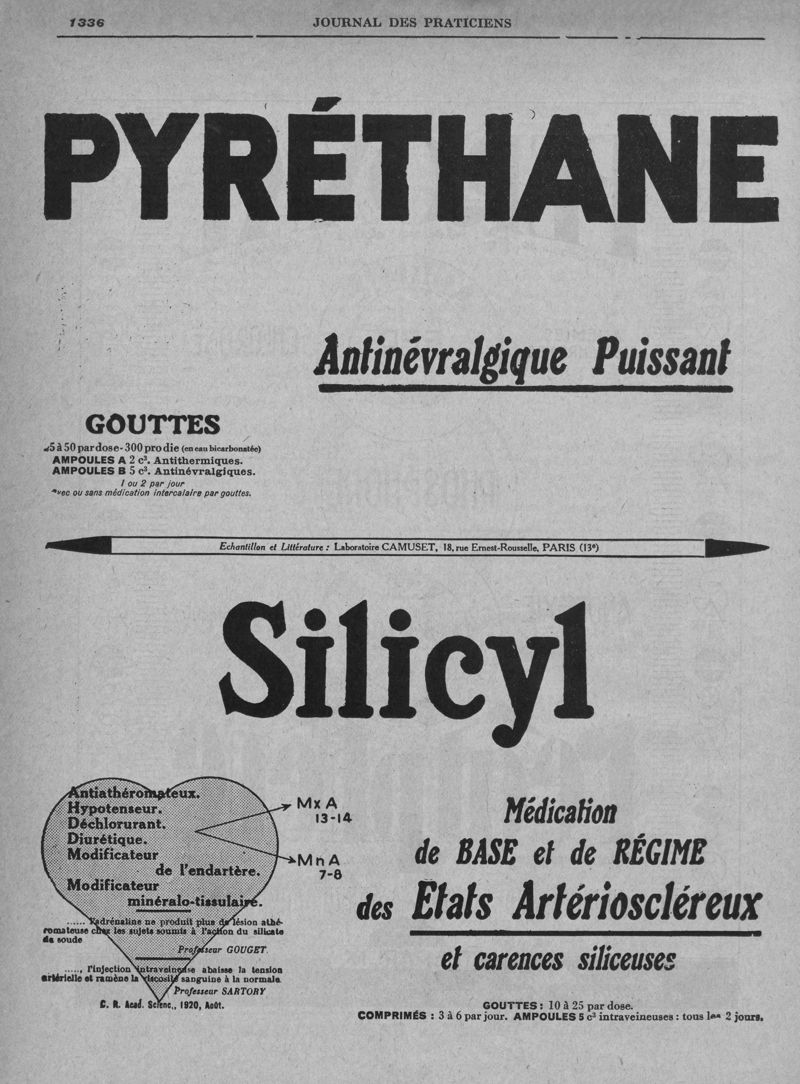 1336
JOURNAL DES PRATICIENS
PYRÉTHANE
Antinévralgique Puissant
GOUTTES
25 à 50 par dose - 300 pro die (en eau bicarbonatée)
AMPOULES A 2 c³. Antithermiques.
AMPOULES B 5 c³. Antinévralgiques.
1 ou 2 par jour
avec ou sans médication intercalaire par gouttes.
Echantillon et Littérature : Laboratoire CAMUSET, 18, rue Ernest-Rousselle, PARIS (13e)
Silicyl
Antiathéromateux.
Hypotenseur.
Déchlorurant.
Diurétique.
Modificateur
de l'endartère.
Modificateur
minéralo-tissulaire.
MxA
13-14
MnA
7-8
...... l'adrénaline ne produit plus de lésion athé-
romateuse chez les sujets soumis à l'action du silicate
de soude
Professeur GOUGET.
....., l'injection intraveineuse abaisse la tension
artérielle et ramène la viscosité sanguine à la normale
Professeur SARTORY
C. R. Acad. Scienc., 1920, Août.
Médication
de BASE et de RÉGIME
des Etats Artérioscléreux
et carences siliceuses
GOUTTES : 10 à 25 par dose.
COMPRIMÉS : 3 à 6 par jour. AMPOULES 5 c³ intraveineuses : tous les 2 jours.